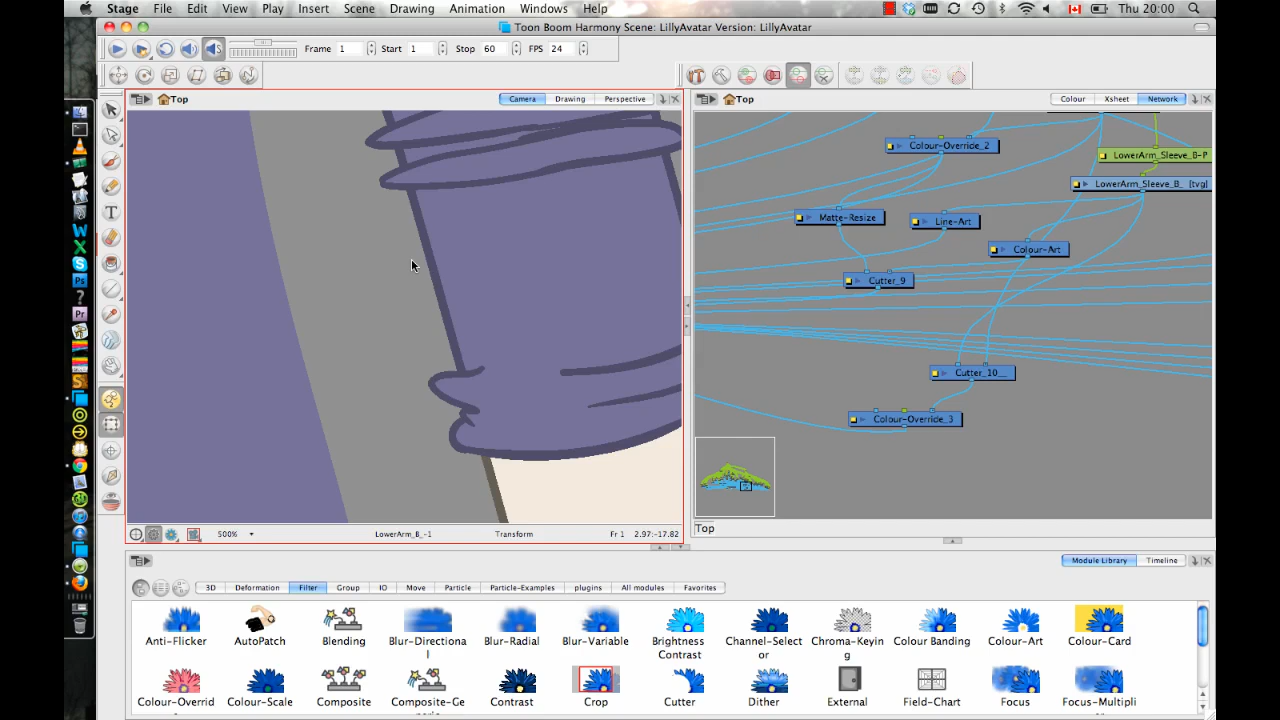 Stage File Edit View Play Insert Scene Drawing Animation Windows Help Thu 20:00
Toon Boom Harmony Scene: LillyAvatar Version: LillyAvatar
Frame 1 Start 1 Stop 60 FPS 24
Top Camera Drawing Perspective
Top Colour Xsheet Network
Colour-Override_2
LowerArm_Sleeve_B-P
LowerArm_Sleeve_B_ [tvg]
Matte-Resize
Line-Art
Colour-Art
Cutter_9
Cutter_10__
Colour-Override_3
Top
500% LowerArm_B_-1 Transform Fr 1 2.97:-17.82
Module Library Timeline
3D Deformation Filter Group IO Move Particle Particle-Examples plugins All modules Favorites
Anti-Flicker AutoPatch Blending Blur-Directiona Blur-Radial Blur-Variable Brightness Channel-Select Chroma-Keyin Colour Banding Colour-Art Colour-Card
l Contrast or g
Colour-Overrid Colour-Scale Composite Composite-Ge Contrast Crop Cutter Dither External Field-Chart Focus Focus-Multipli